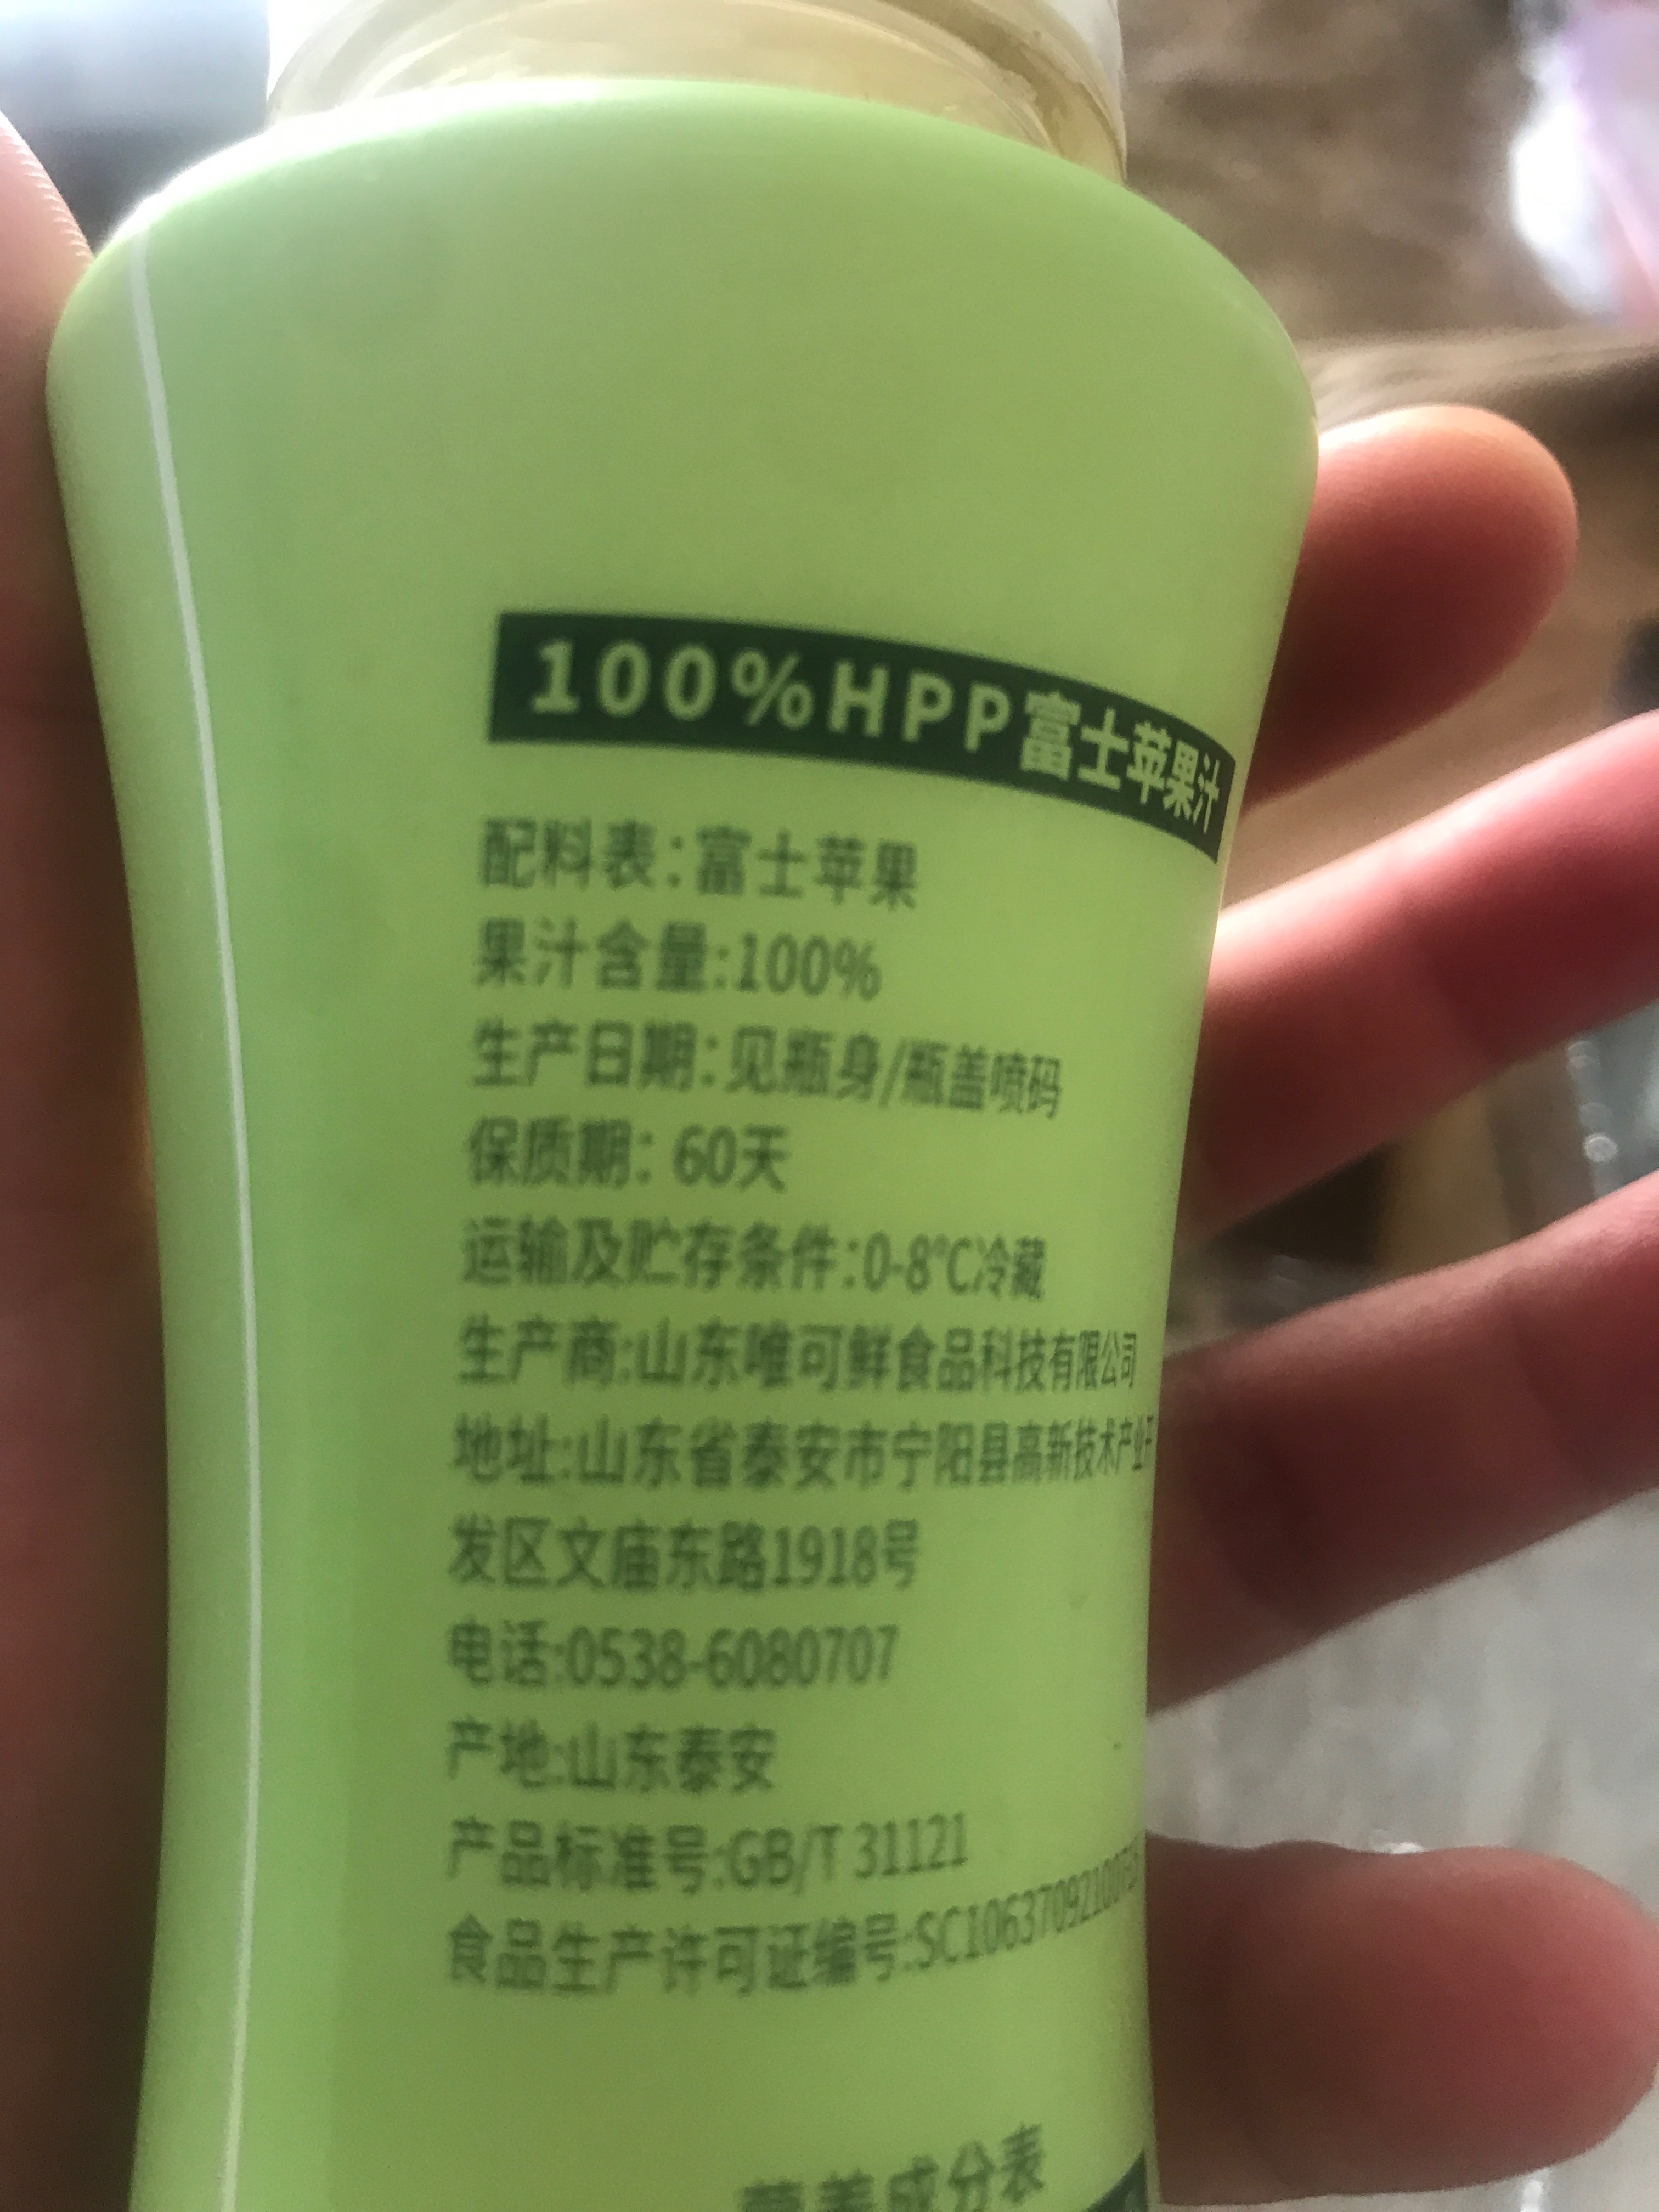 100%HPP富士苹果汁
配料表:富士苹果
果汁含量:100%
生产日期:见瓶身/瓶盖喷码
保质期: 60天
运输及贮存条件:0-8℃冷藏
生产商:山东唯可鲜食品科技有限公司
地址:山东省泰安市宁阳县高新技术产业开
发区文庙东路1918号
电话:0538-6080707
产地:山东泰安
产品标准号:GB/T 31121
食品生产许可证编号:
营养成分表